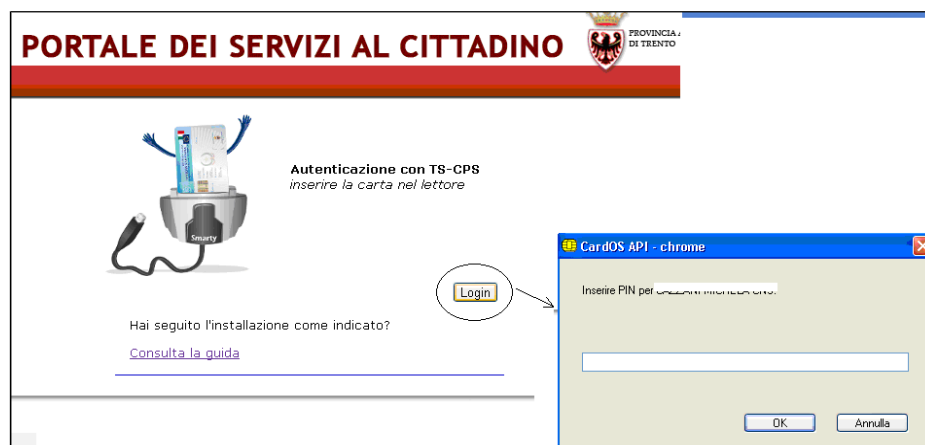 PORTALE DEI SERVIZI AL CITTADINO
PROVINCIA
DI TRENTO
Autenticazione con TS-CPS
inserire la carta nel lettore
Smarty
Login
Hai seguito l'installazione come indicato?
Consulta la guida
CardOS API - chrome
Inserire PIN per
OK
Annulla